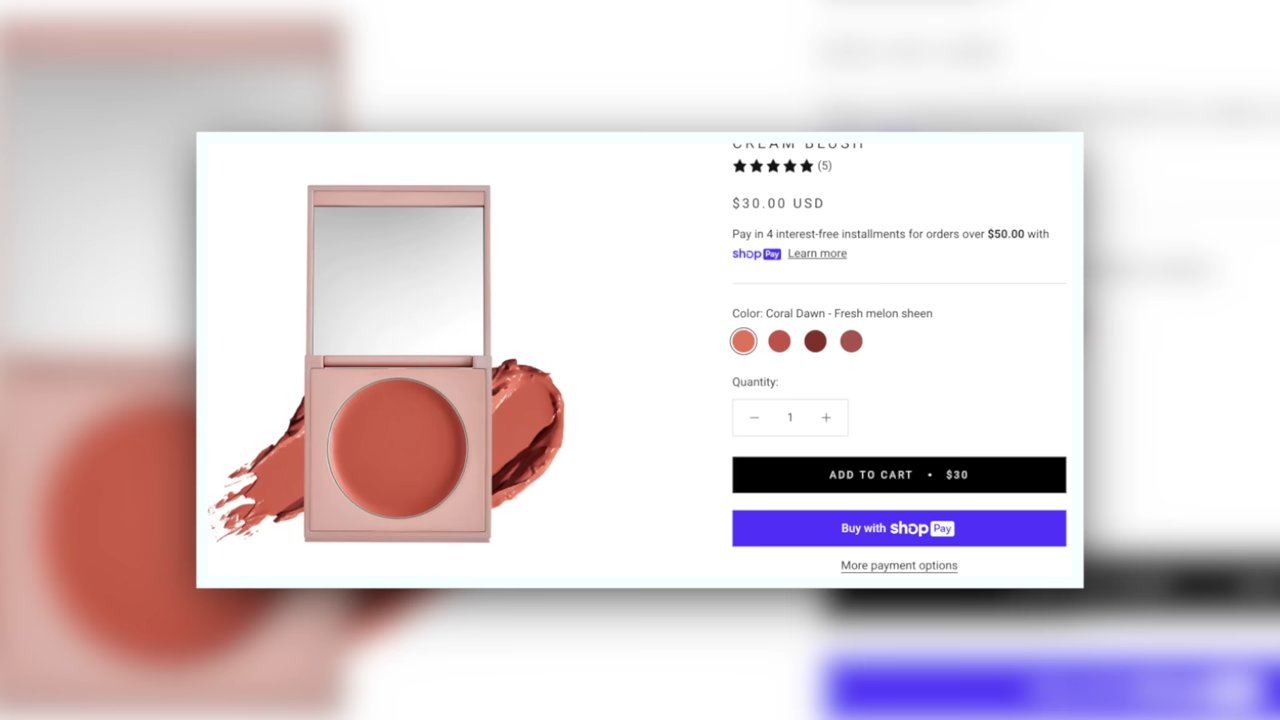 CREAM BLUSH
(5)
$30.00 USD
Pay in 4 interest-free installments for orders over $50.00 with
shop Pay Learn more
Color: Coral Dawn - Fresh melon sheen
Quantity:
1
ADD TO CART • $30
Buy with shop Pay
More payment options